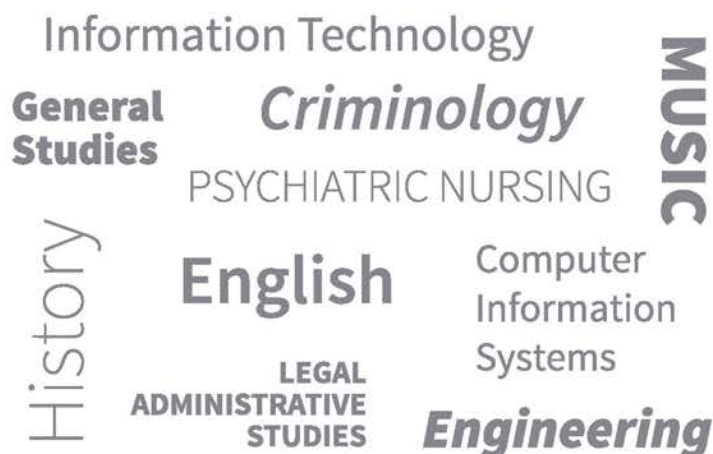 Information Technology
MUSIC
General
Studies
Criminology
PSYCHIATRIC NURSING
History
English
Computer
Information
Systems
LEGAL
ADMINISTRATIVE
STUDIES
Engineering